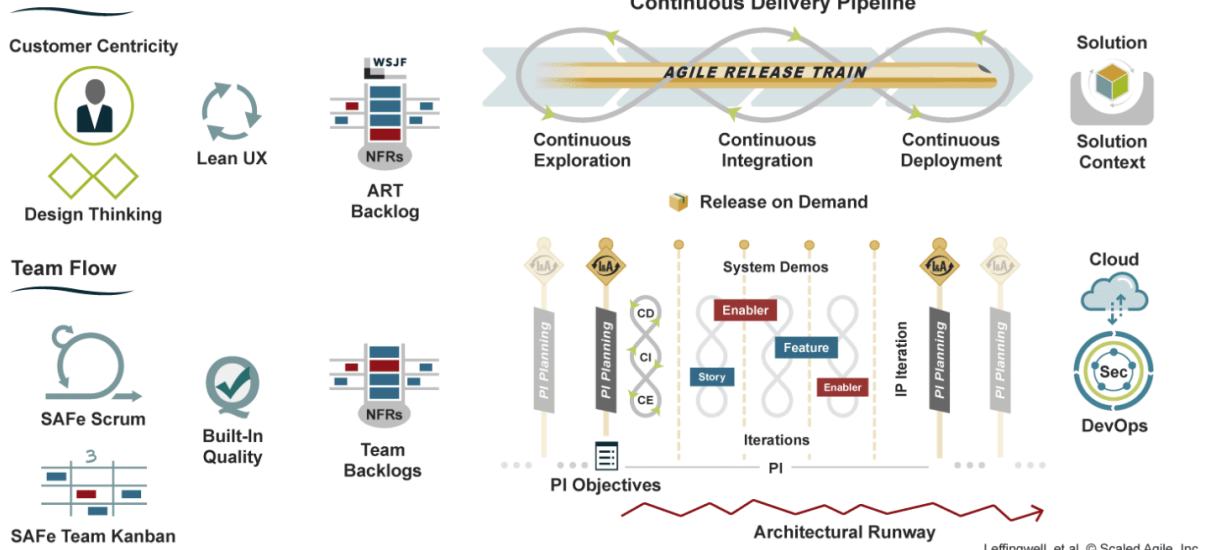 Continuous Delivery Pipeline
Customer Centricity
Design Thinking
Lean UX
WSJF
NFRs
ART
Backlog
AGILE RELEASE TRAIN
Continuous
Exploration
Continuous
Integration
Continuous
Deployment
Release on Demand
Solution
Solution
Context
Team Flow
SAFe Scrum
3
SAFe Team Kanban
Built-In
Quality
NFRs
Team
Backlogs
I&A
I&A
I&A
I&A
PI Planning
PI Planning
PI Planning
PI Planning
System Demos
CD
CI
CE
Enabler
Feature
Story
Enabler
IP Iteration
Iterations
PI
PI Objectives
Architectural Runway
Cloud
Sec
DevOps
Leffingwell, et al. © Scaled Agile, Inc.